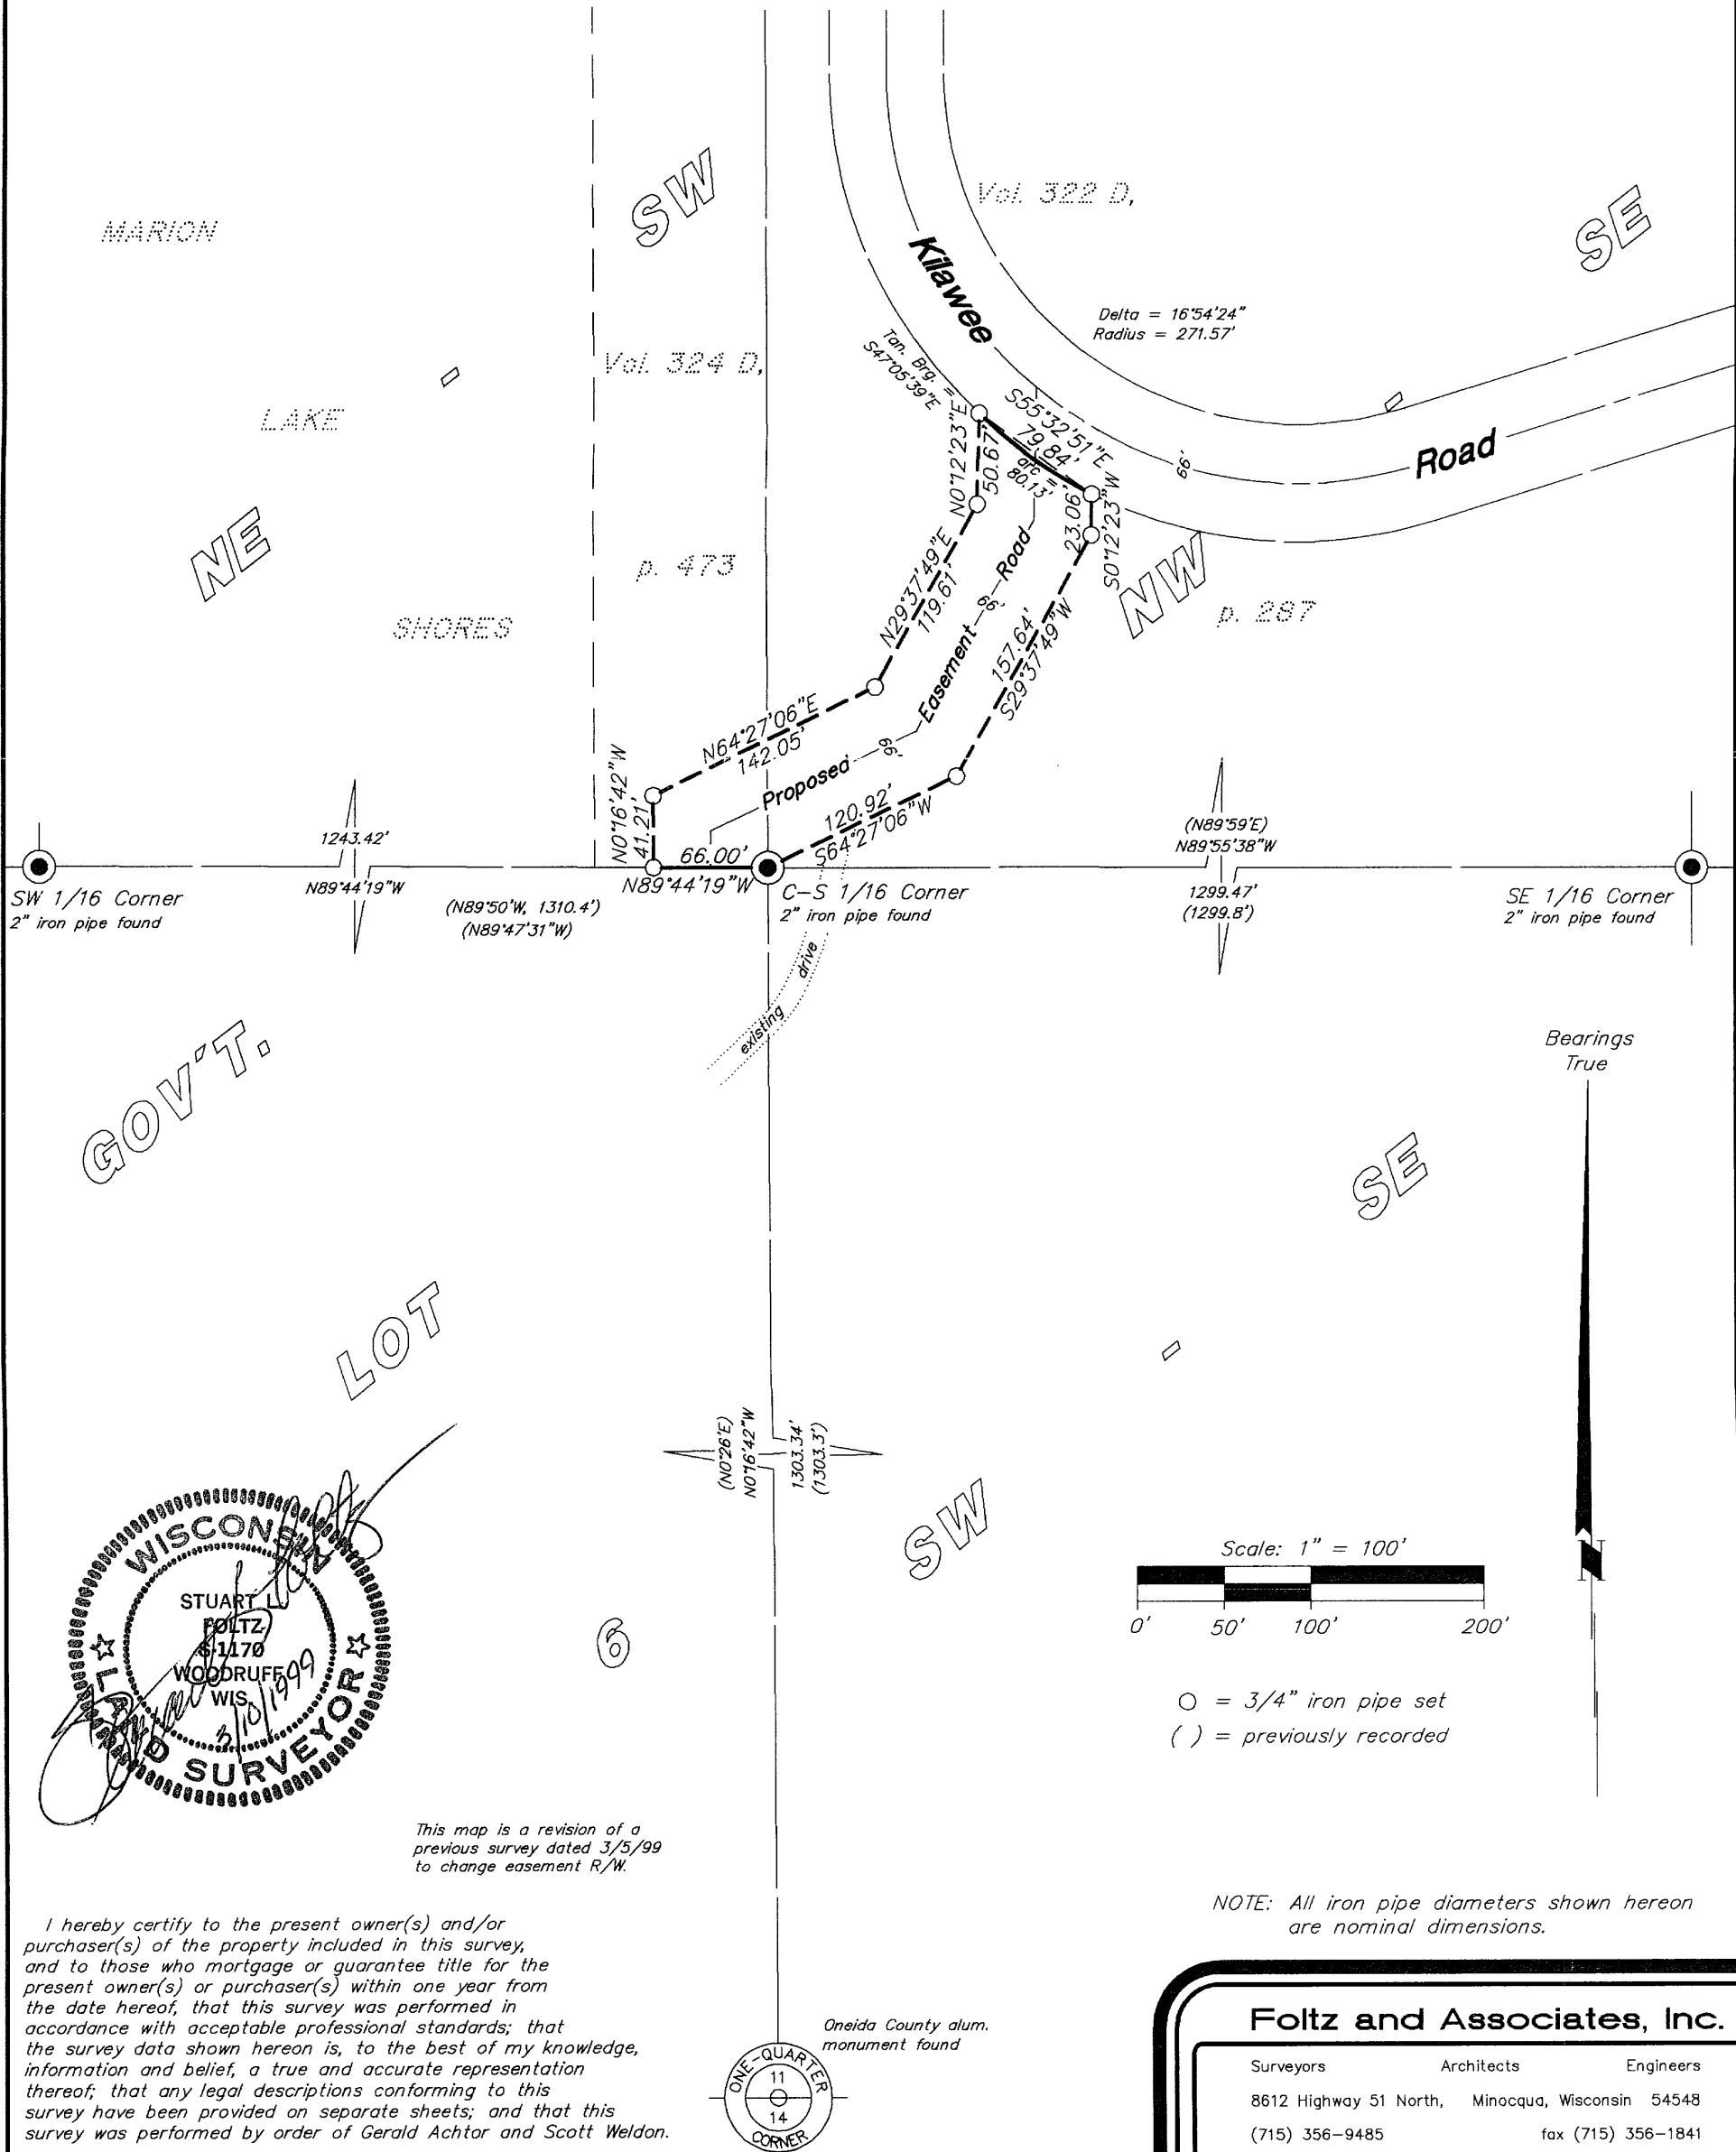 MARION
LAKE
SHORES
SW
NE
SE
NW
Vol. 322 D,
p. 287
Vol. 324 D,
p. 473
Kilawee
Road
Delta = 16°54'24"
Radius = 271.57'
Tan. Brg. =
S47°05'39"E
S55°32'51"E
79.84'
arc =
80.13'
66'
N0°12'23"E
50.67'
23.06'
S0°12'23"W
N29°37'49"E
119.61'
157.64'
S29°37'49"W
N64°27'06"E
142.05'
Proposed
66'
Easement
66'
Road
120.92'
S64°27'06"W
N0°16'42"W
41.21'
66.00'
N89°44'19"W
1243.42'
N89°44'19"W
(N89°50'W, 1310.4')
(N89°47'31"W)
SW 1/16 Corner
2" iron pipe found
C-S 1/16 Corner
2" iron pipe found
(N89°59'E)
N89°55'38"W
1299.47'
(1299.8')
SE 1/16 Corner
2" iron pipe found
existing drive
GOV'T.
LOT
6
SE
SW
Bearings
True
N
(N0°26'E)
N0°16'42"W
1303.34'
(1303.3')
Scale: 1" = 100'
0' 50' 100' 200'
O = 3/4" iron pipe set
( ) = previously recorded
WISCONSIN
STUART L.
FOLTZ
S-1170
WOODRUFF
WIS.
3/10/1999
LAND SURVEYOR
This map is a revision of a
previous survey dated 3/5/99
to change easement R/W.
I hereby certify to the present owner(s) and/or
purchaser(s) of the property included in this survey,
and to those who mortgage or guarantee title for the
present owner(s) or purchaser(s) within one year from
the date hereof, that this survey was performed in
accordance with acceptable professional standards; that
the survey data shown hereon is, to the best of my knowledge,
information and belief, a true and accurate representation
thereof; that any legal descriptions conforming to this
survey have been provided on separate sheets; and that this
survey was performed by order of Gerald Achtor and Scott Weldon.
Oneida County alum.
monument found
ONE-QUARTER
11
14
CORNER
NOTE: All iron pipe diameters shown hereon
are nominal dimensions.
Foltz and Associates, Inc.
Surveyors Architects Engineers
8612 Highway 51 North, Minocqua, Wisconsin 54548
(715) 356-9485 fax (715) 356-1841